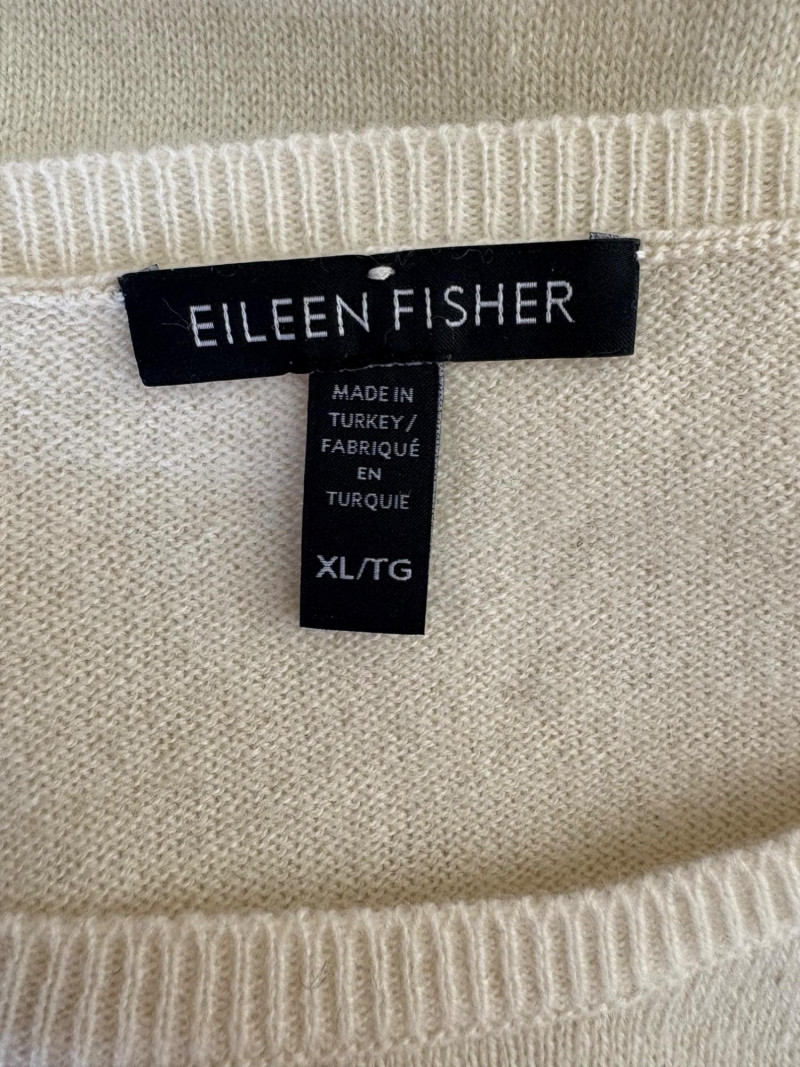 EILEEN FISHER
MADE IN
TURKEY/
FABRIQUÉ
EN
TURQUIE
XL/TG